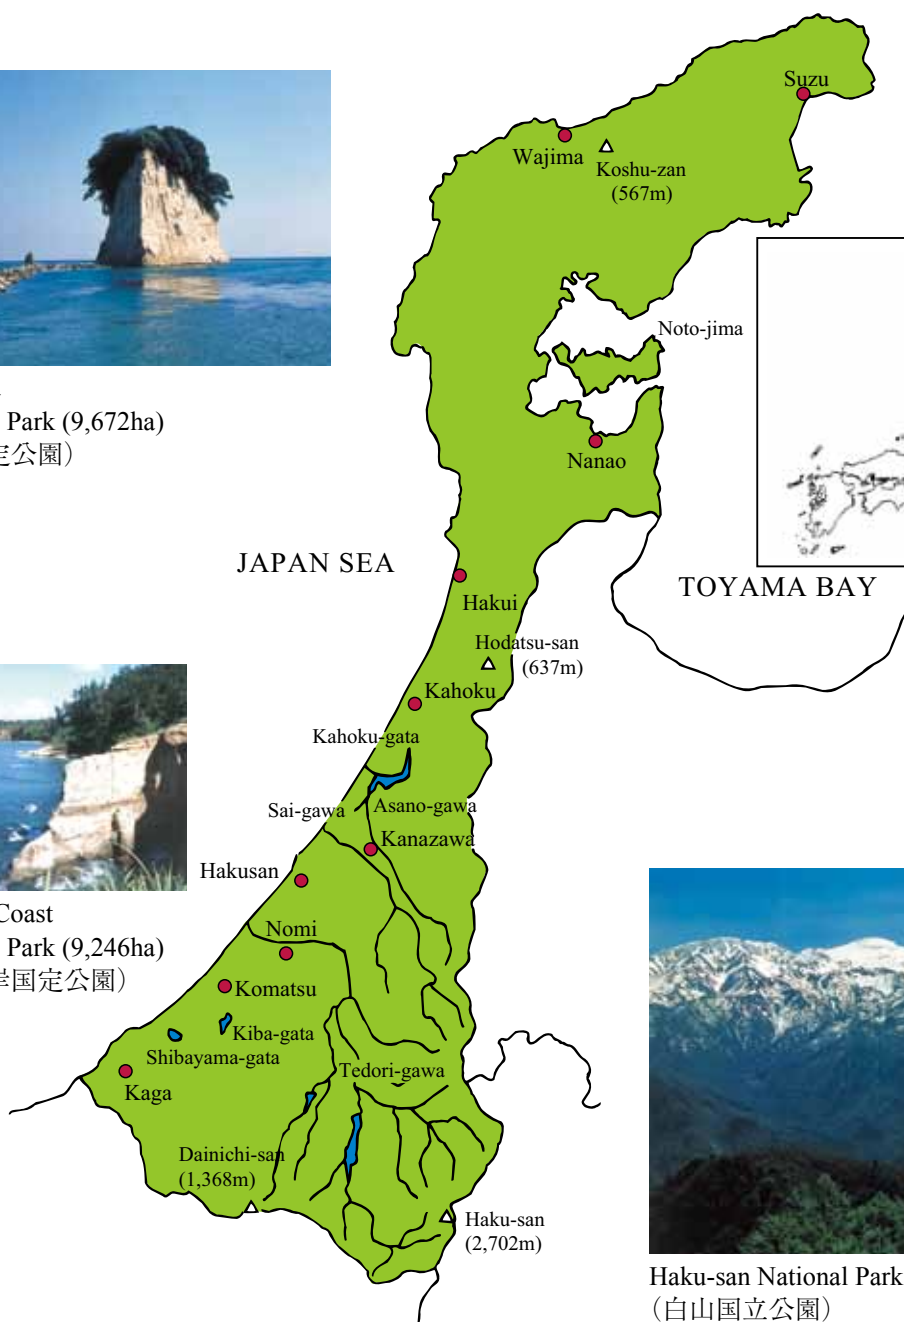 Suzu
Wajima
Koshu-zan
(567m)
Noto-jima
Park (9,672ha)
定公園）
Nanao
JAPAN SEA
TOYAMA BAY
Hakui
Hodatsu-san
(637m)
Kahoku
Kahoku-gata
Sai-gawa
Asano-gawa
Kanazawa
Hakusan
Coast
Park (9,246ha)
岸国定公園）
Nomi
Komatsu
Kiba-gata
Shibayama-gata
Tedori-gawa
Kaga
Dainichi-san
(1,368m)
Haku-san
(2,702m)
Haku-san National Park
（白山国立公園）